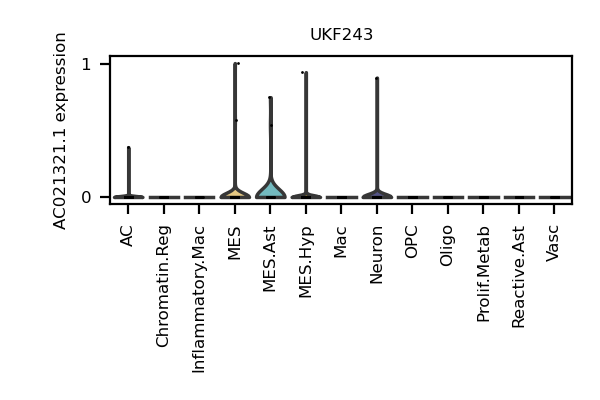 UKF243
AC021321.1 expression
1
0
AC
Chromatin.Reg
Inflammatory.Mac
MES
MES.Ast
MES.Hyp
Mac
Neuron
OPC
Oligo
Prolif.Metab
Reactive.Ast
Vasc